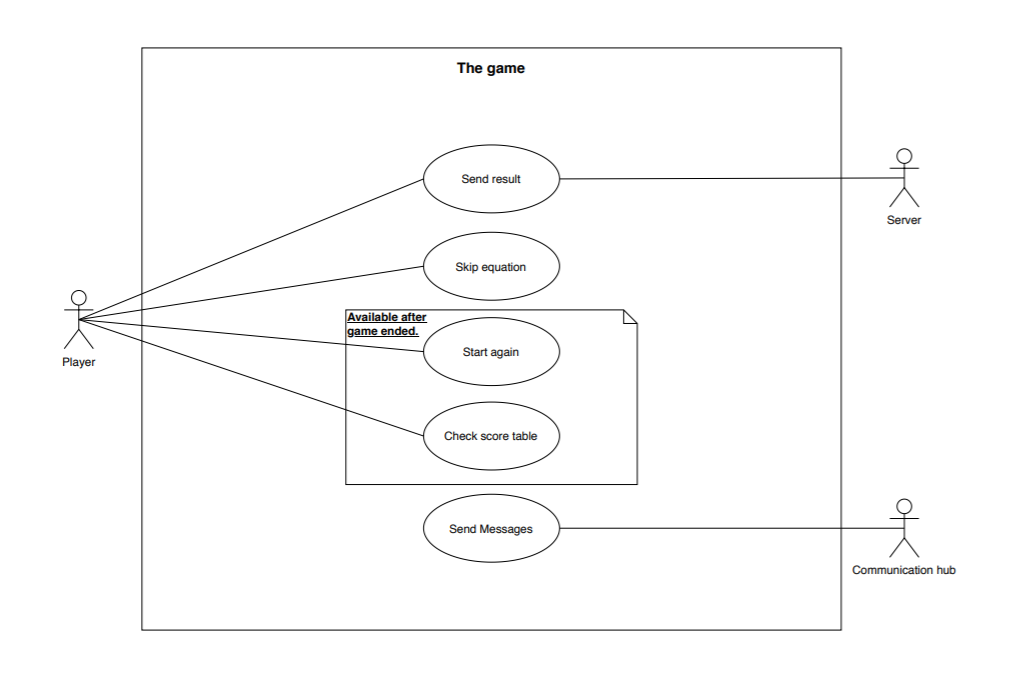 The game
Send result
Server
Skip equation
Available after
game ended.
Start again
Player
Check score table
Send Messages
Communication hub